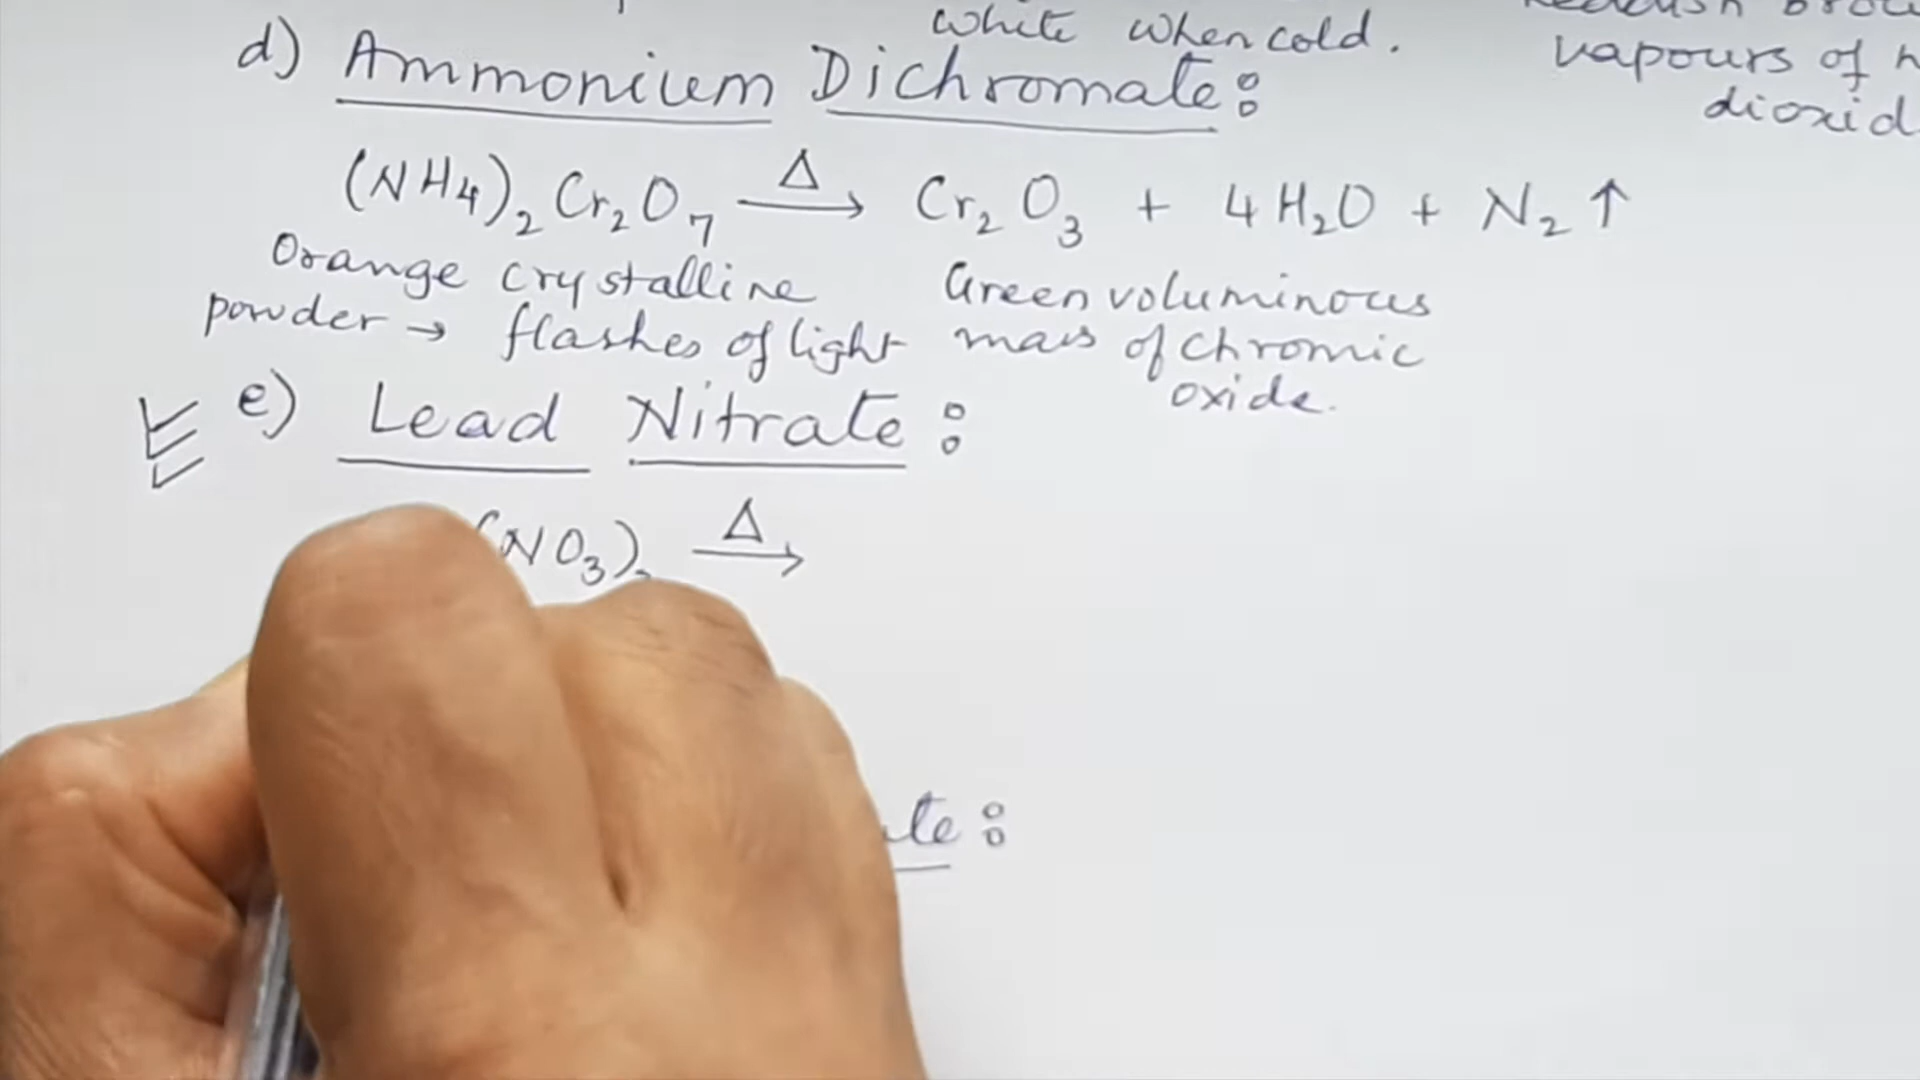 white when cold.
vapours of
dioxid
d) Ammonium Dichromate:
(NH4)₂Cr₂O₇ Δ→ Cr₂O₃ + 4H₂O + N₂↑
Orange crystalline
powder → flashes of light
Green voluminous
mass of chromic
oxide.
e) Lead Nitrate:
(NO₃)₂ Δ→
te: